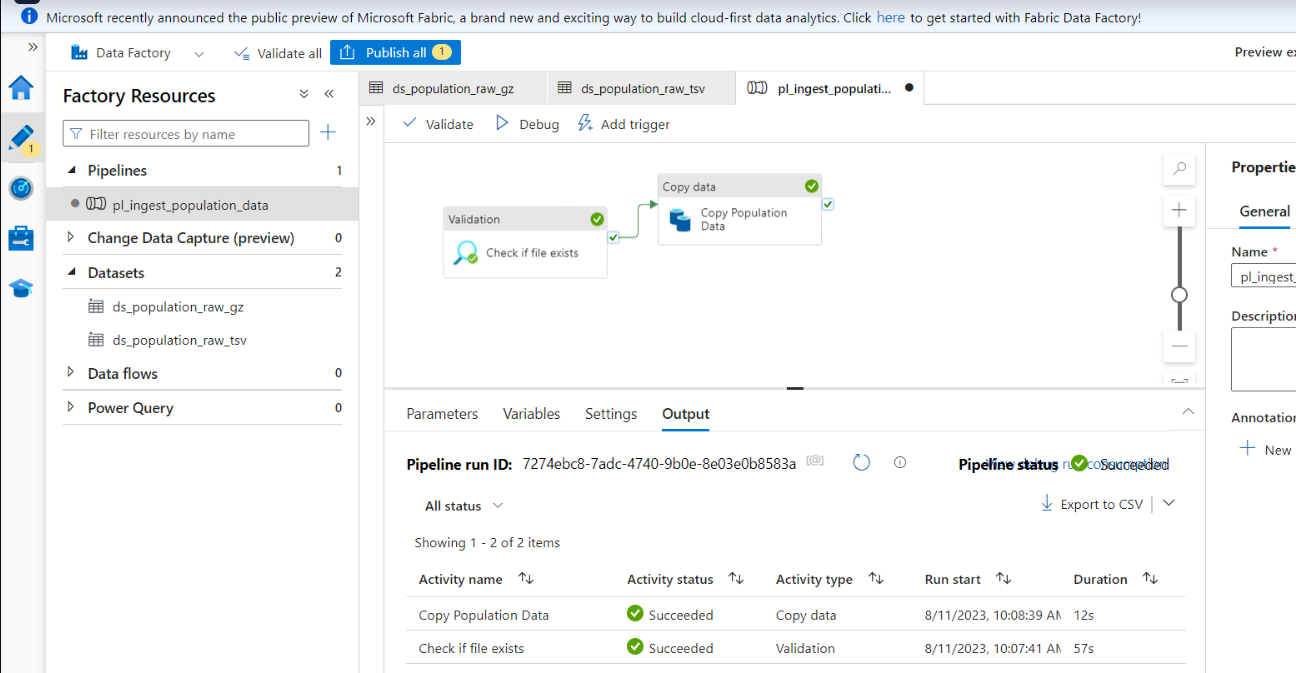 Microsoft recently announced the public preview of Microsoft Fabric, a brand new and exciting way to build cloud-first data analytics. Click here to get started with Fabric Data Factory!
Data Factory
Validate all
Publish all 1
Preview ex
Factory Resources
Filter resources by name
1
Pipelines 1
pl_ingest_population_data
Change Data Capture (preview) 0
Datasets 2
ds_population_raw_gz
ds_population_raw_tsv
Data flows 0
Power Query 0
ds_population_raw_gz
ds_population_raw_tsv
pl_ingest_populati...
Validate
Debug
Add trigger
Validation
Check if file exists
Copy data
Copy Population
Data
Propertie
General
Name *
pl_ingest_
Description
Annotation
New
Parameters
Variables
Settings
Output
Pipeline run ID: 7274ebc8-7adc-4740-9b0e-8e03e0b8583a
Pipeline status Succeeded
View debug run consumption
All status
Export to CSV
Showing 1 - 2 of 2 items
Activity name Activity status Activity type Run start Duration
Copy Population Data Succeeded Copy data 8/11/2023, 10:08:39 AM 12s
Check if file exists Succeeded Validation 8/11/2023, 10:07:41 AM 57s